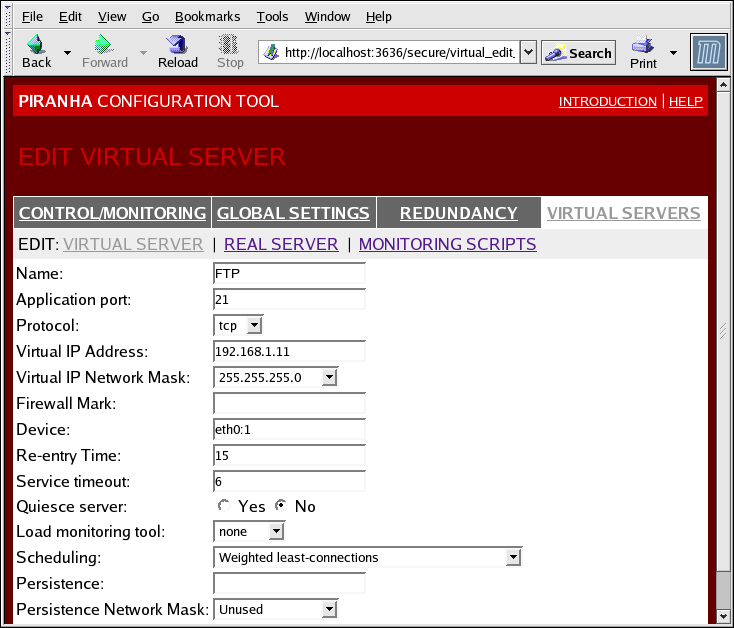 File Edit View Go Bookmarks Tools Window Help
Back Forward Reload Stop http://localhost:3636/secure/virtual_edit_ Search Print
PIRANHA CONFIGURATION TOOL INTRODUCTION | HELP
EDIT VIRTUAL SERVER
CONTROL/MONITORING GLOBAL SETTINGS REDUNDANCY VIRTUAL SERVERS
EDIT: VIRTUAL SERVER | REAL SERVER | MONITORING SCRIPTS
Name: FTP
Application port: 21
Protocol: tcp
Virtual IP Address: 192.168.1.11
Virtual IP Network Mask: 255.255.255.0
Firewall Mark:
Device: eth0:1
Re-entry Time: 15
Service timeout: 6
Quiesce server: Yes No
Load monitoring tool: none
Scheduling: Weighted least-connections
Persistence:
Persistence Network Mask: Unused